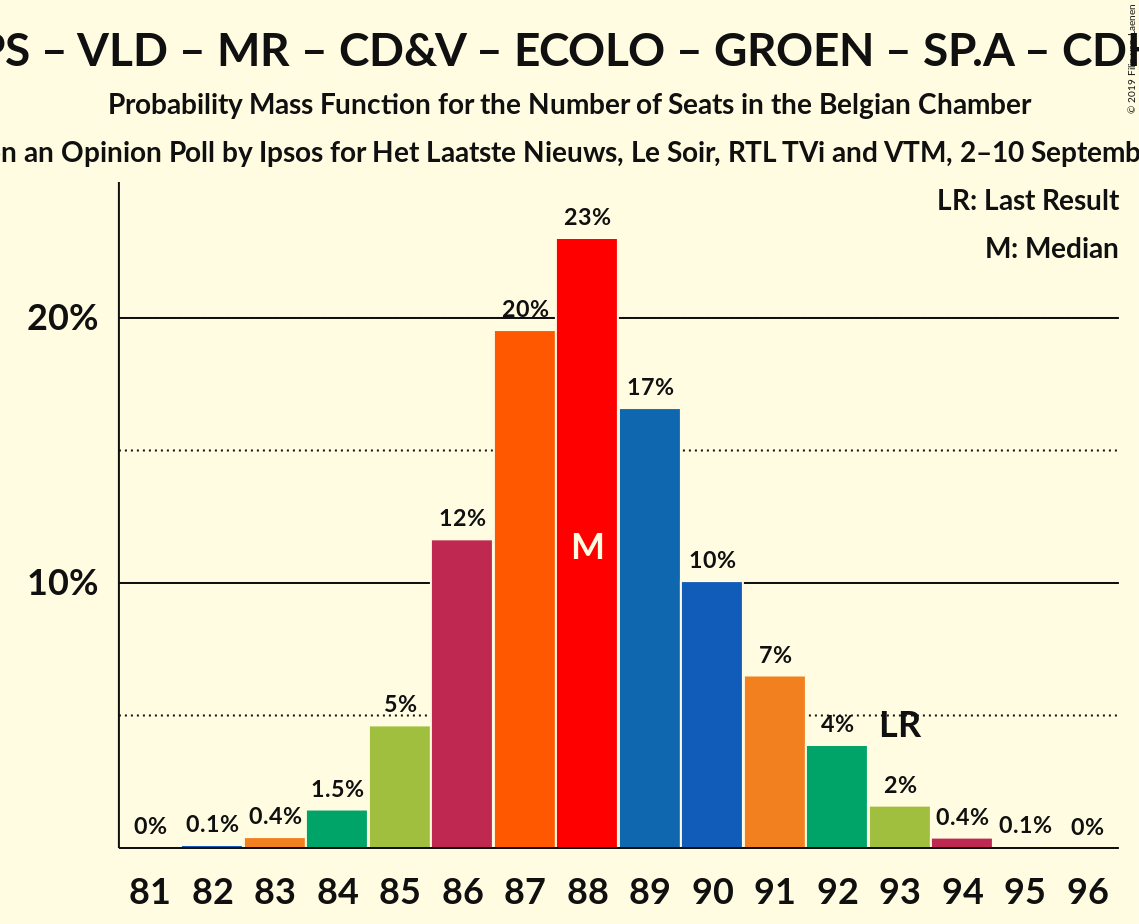 PS – VLD – MR – CD&V – ECOLO – GROEN – SP.A – CDH
Probability Mass Function for the Number of Seats in the Belgian Chamber
an Opinion Poll by Ipsos for Het Laatste Nieuws, Le Soir, RTL TVi and VTM, 2–10 Septemb
© 2019
LR: Last Result
M: Median
23%
20%
20%
17%
12%
M
10%
10%
7%
5%
4%
LR
2%
1.5%
0%
0.1%
0.4%
0.4%
0.1%
0%
81 82 83 84 85 86 87 88 89 90 91 92 93 94 95 96